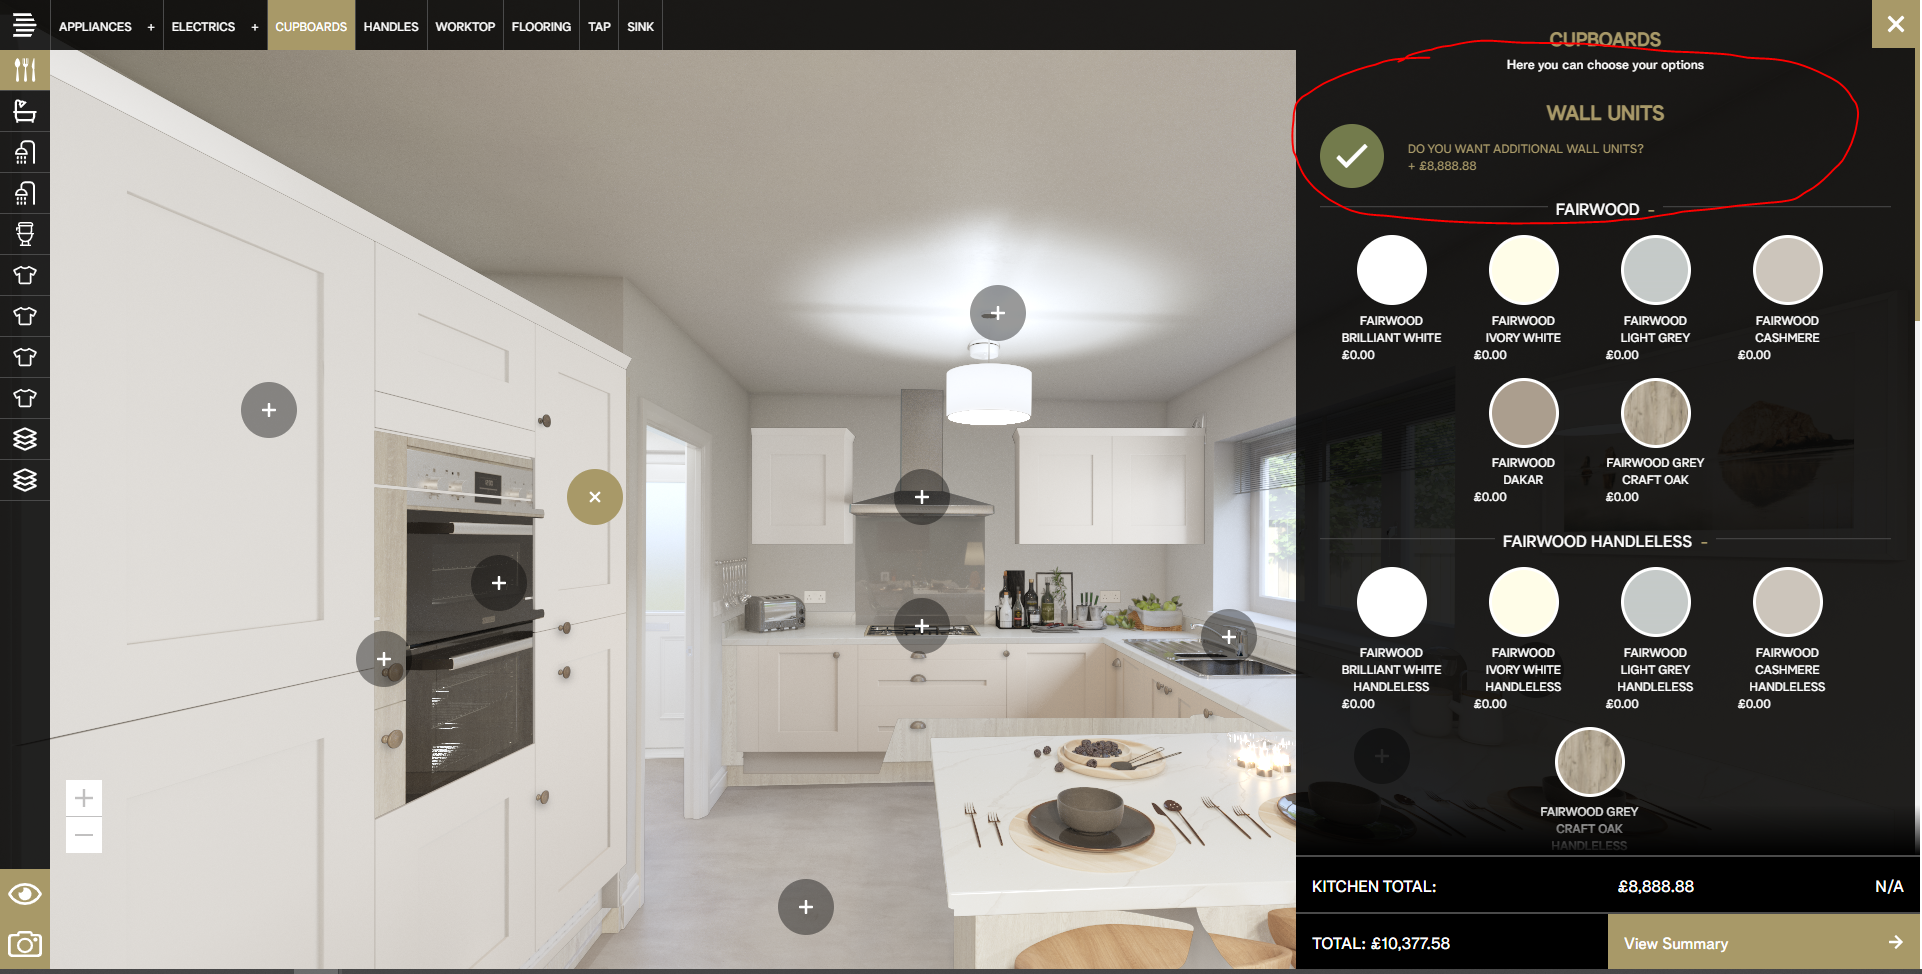 APPLIANCES +
ELECTRICS +
CUPBOARDS
HANDLES
WORKTOP
FLOORING
TAP
SINK
CUPBOARDS
Here you can choose your options
WALL UNITS
DO YOU WANT ADDITIONAL WALL UNITS?
+ £8,888.88
FAIRWOOD -
FAIRWOOD
BRILLIANT WHITE
£0.00
FAIRWOOD
IVORY WHITE
£0.00
FAIRWOOD
LIGHT GREY
£0.00
FAIRWOOD
CASHMERE
£0.00
FAIRWOOD
DAKAR
£0.00
FAIRWOOD GREY
CRAFT OAK
£0.00
FAIRWOOD HANDLELESS -
FAIRWOOD
BRILLIANT WHITE
HANDLELESS
£0.00
FAIRWOOD
IVORY WHITE
HANDLELESS
£0.00
FAIRWOOD
LIGHT GREY
HANDLELESS
£0.00
FAIRWOOD
CASHMERE
HANDLELESS
£0.00
FAIRWOOD GREY
CRAFT OAK
HANDLELESS
KITCHEN TOTAL: £8,888.88 N/A
TOTAL: £10,377.58
View Summary